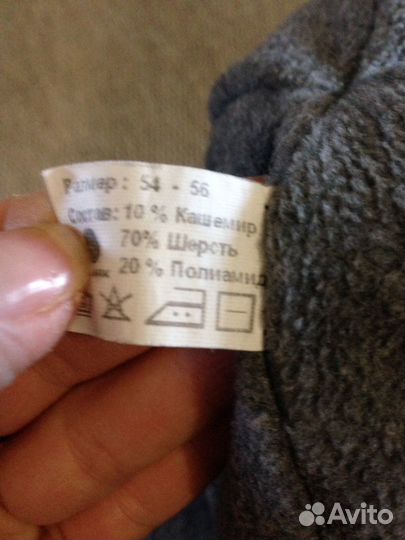 Размер: 54 - 56
Состав: 10 % Кашемир
70% Шерсть
20 % Полиамид
Avito